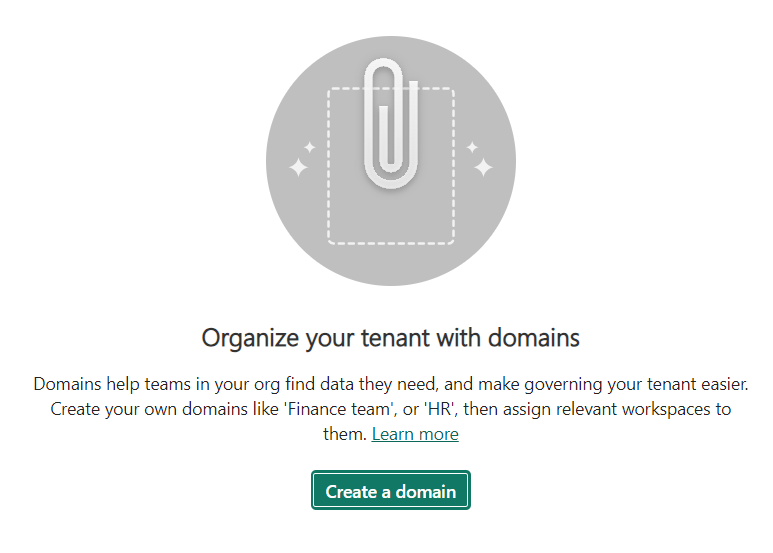 Organize your tenant with domains
Domains help teams in your org find data they need, and make governing your tenant easier.
Create your own domains like 'Finance team', or 'HR', then assign relevant workspaces to
them. Learn more
Create a domain